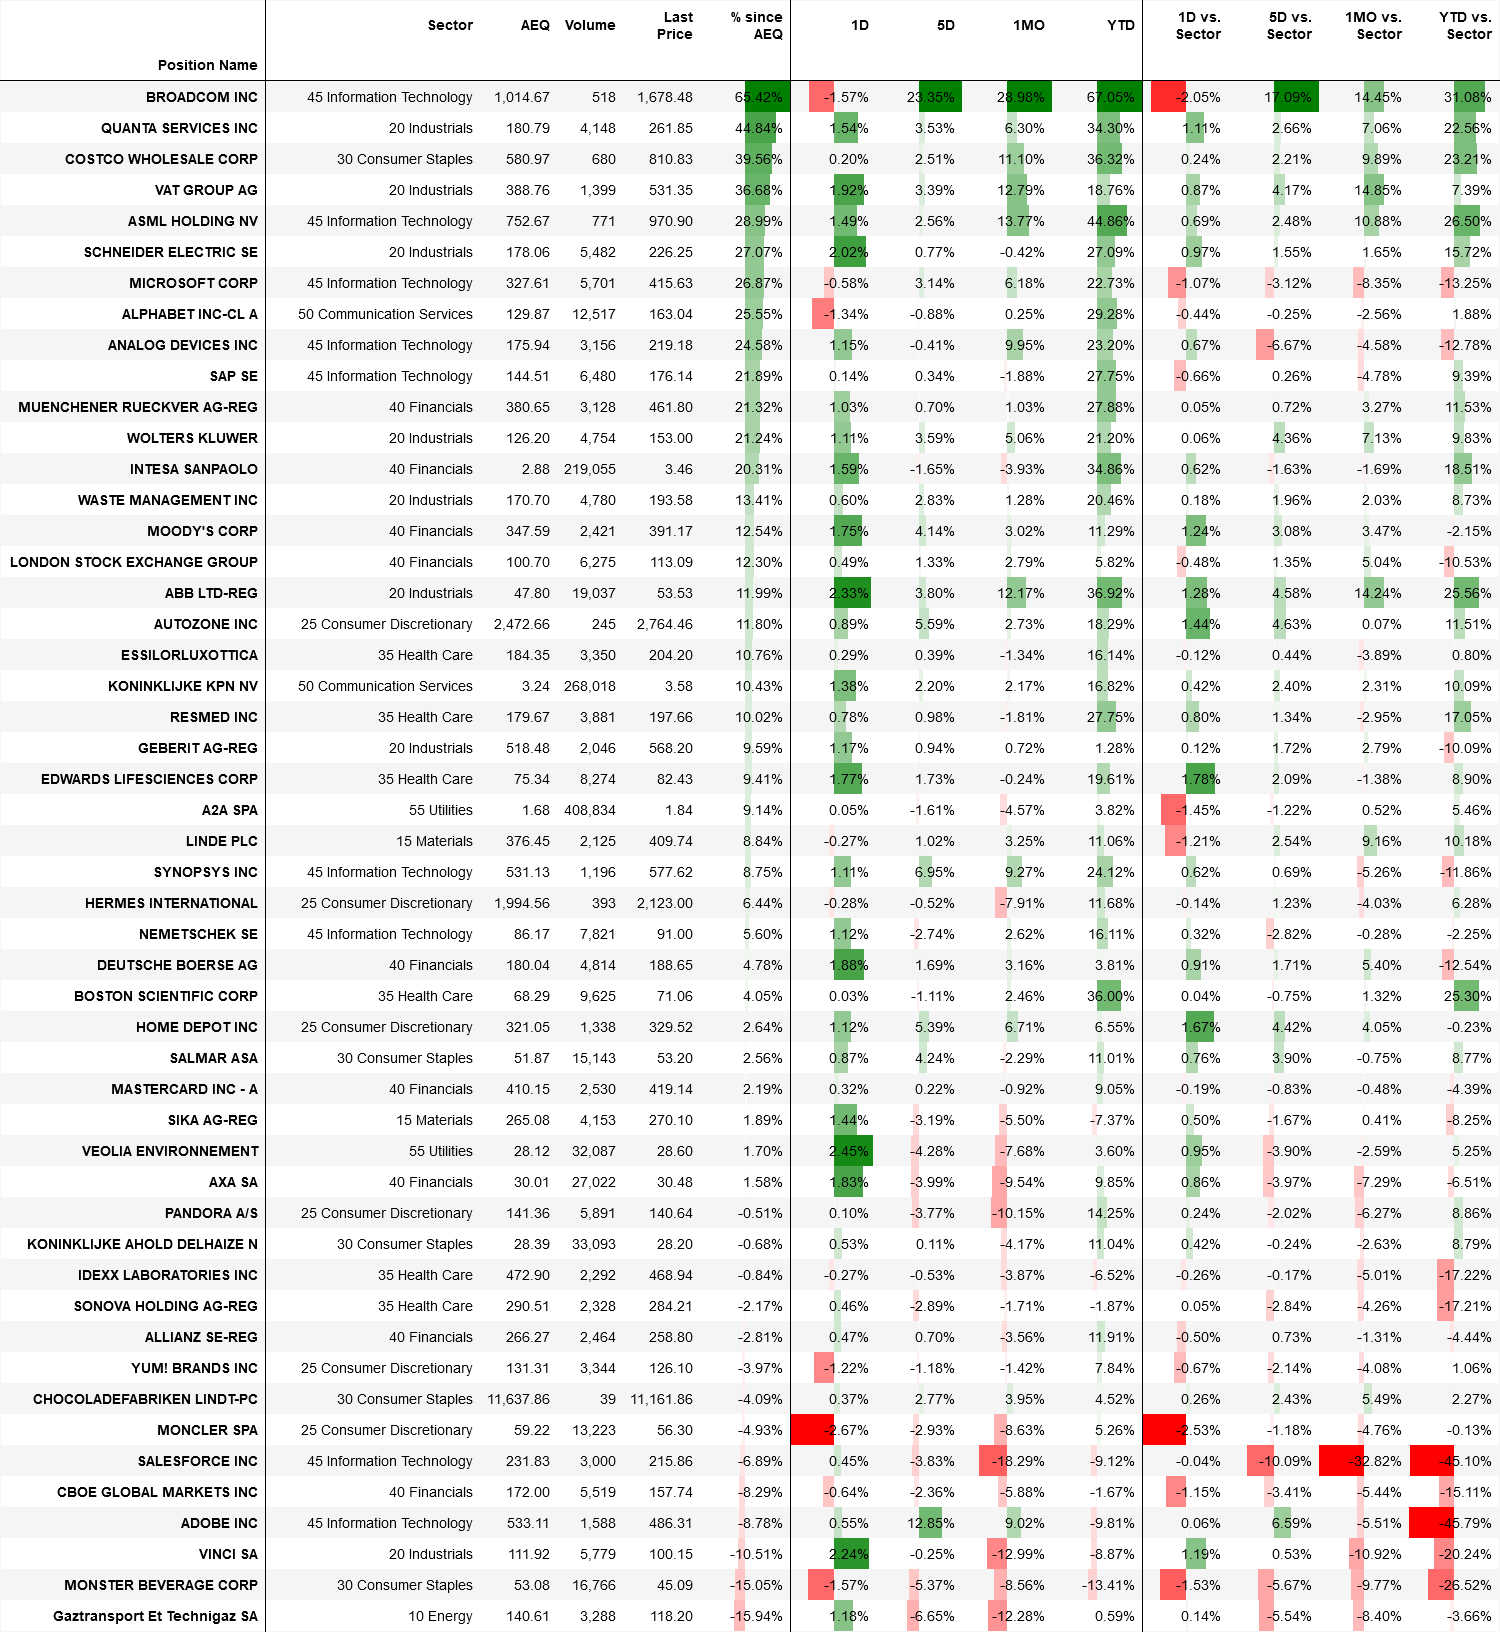 Position Name Sector AEQ Volume Last Price % since AEQ 1D 5D 1MO YTD 1D vs. Sector 5D vs. Sector 1MO vs. Sector YTD vs. Sector
BROADCOM INC 45 Information Technology 1,014.67 518 1,678.48 65.42% -1.57% 23.35% 28.98% 67.05% -2.05% 17.09% 14.45% 31.08%
QUANTA SERVICES INC 20 Industrials 180.79 4,148 261.85 44.84% 1.54% 3.53% 6.30% 34.30% 1.11% 2.66% 7.06% 22.56%
COSTCO WHOLESALE CORP 30 Consumer Staples 580.97 680 810.83 39.56% 0.20% 2.51% 11.10% 36.32% 0.24% 2.21% 9.89% 23.21%
VAT GROUP AG 20 Industrials 388.76 1,399 531.35 36.68% 1.92% 3.39% 12.79% 18.76% 0.87% 4.17% 14.85% 7.39%
ASML HOLDING NV 45 Information Technology 752.67 771 970.90 28.99% 1.49% 2.56% 13.77% 44.86% 0.69% 2.48% 10.88% 26.50%
SCHNEIDER ELECTRIC SE 20 Industrials 178.06 5,482 226.25 27.07% 2.02% 0.77% -0.42% 27.09% 0.97% 1.55% 1.65% 15.72%
MICROSOFT CORP 45 Information Technology 327.61 5,701 415.63 26.87% -0.58% 3.14% 6.18% 22.73% -1.07% -3.12% -8.35% -13.25%
ALPHABET INC-CL A 50 Communication Services 129.87 12,517 163.04 25.55% -1.34% -0.88% 0.25% 29.28% -0.44% -0.25% -2.56% 1.88%
ANALOG DEVICES INC 45 Information Technology 175.94 3,156 219.18 24.58% 1.15% -0.41% 9.95% 23.20% 0.67% -6.67% -4.58% -12.78%
SAP SE 45 Information Technology 144.51 6,480 176.14 21.89% 0.14% 0.34% -1.88% 27.75% -0.66% 0.26% -4.78% 9.39%
MUENCHENER RUECKVER AG-REG 40 Financials 380.65 3,128 461.80 21.32% 1.03% 0.70% 1.03% 27.88% 0.05% 0.72% 3.27% 11.53%
WOLTERS KLUWER 20 Industrials 126.20 4,754 153.00 21.24% 1.11% 3.59% 5.06% 21.20% 0.06% 4.36% 7.13% 9.83%
INTESA SANPAOLO 40 Financials 2.88 219,055 3.46 20.31% 1.59% -1.65% -3.93% 34.86% 0.62% -1.63% -1.69% 18.51%
WASTE MANAGEMENT INC 20 Industrials 170.70 4,780 193.58 13.41% 0.60% 2.83% 1.28% 20.46% 0.18% 1.96% 2.03% 8.73%
MOODY'S CORP 40 Financials 347.59 2,421 391.17 12.54% 1.75% 4.14% 3.02% 11.29% 1.24% 3.08% 3.47% -2.15%
LONDON STOCK EXCHANGE GROUP 40 Financials 100.70 6,275 113.09 12.30% 0.49% 1.33% 2.79% 5.82% -0.48% 1.35% 5.04% -10.53%
ABB LTD-REG 20 Industrials 47.80 19,037 53.53 11.99% 2.33% 3.80% 12.17% 36.92% 1.28% 4.58% 14.24% 25.56%
AUTOZONE INC 25 Consumer Discretionary 2,472.66 245 2,764.46 11.80% 0.89% 5.59% 2.73% 18.29% 1.44% 4.63% 0.07% 11.51%
ESSILORLUXOTTICA 35 Health Care 184.35 3,350 204.20 10.76% 0.29% 0.39% -1.34% 16.14% -0.12% 0.44% -3.89% 0.80%
KONINKLIJKE KPN NV 50 Communication Services 3.24 268,018 3.58 10.43% 1.38% 2.20% 2.17% 16.82% 0.42% 2.40% 2.31% 10.09%
RESMED INC 35 Health Care 179.67 3,881 197.66 10.02% 0.78% 0.98% -1.81% 27.75% 0.80% 1.34% -2.95% 17.05%
GEBERIT AG-REG 20 Industrials 518.48 2,046 568.20 9.59% 1.17% 0.94% 0.72% 1.28% 0.12% 1.72% 2.79% -10.09%
EDWARDS LIFESCIENCES CORP 35 Health Care 75.34 8,274 82.43 9.41% 1.77% 1.73% -0.24% 19.61% 1.78% 2.09% -1.38% 8.90%
A2A SPA 55 Utilities 1.68 408,834 1.84 9.14% 0.05% -1.61% -4.57% 3.82% -1.45% -1.22% 0.52% 5.46%
LINDE PLC 15 Materials 376.45 2,125 409.74 8.84% -0.27% 1.02% 3.25% 11.06% -1.21% 2.54% 9.16% 10.18%
SYNOPSYS INC 45 Information Technology 531.13 1,196 577.62 8.75% 1.11% 6.95% 9.27% 24.12% 0.62% 0.69% -5.26% -11.86%
HERMES INTERNATIONAL 25 Consumer Discretionary 1,994.56 393 2,123.00 6.44% -0.28% -0.52% -7.91% 11.68% -0.14% 1.23% -4.03% 6.28%
NEMETSCHEK SE 45 Information Technology 86.17 7,821 91.00 5.60% 1.12% -2.74% 2.62% 16.11% 0.32% -2.82% -0.28% -2.25%
DEUTSCHE BOERSE AG 40 Financials 180.04 4,814 188.65 4.78% 1.88% 1.69% 3.16% 3.81% 0.91% 1.71% 5.40% -12.54%
BOSTON SCIENTIFIC CORP 35 Health Care 68.29 9,625 71.06 4.05% 0.03% -1.11% 2.46% 36.00% 0.04% -0.75% 1.32% 25.30%
HOME DEPOT INC 25 Consumer Discretionary 321.05 1,338 329.52 2.64% 1.12% 5.39% 6.71% 6.55% 1.67% 4.42% 4.05% -0.23%
SALMAR ASA 30 Consumer Staples 51.87 15,143 53.20 2.56% 0.87% 4.24% -2.29% 11.01% 0.76% 3.90% -0.75% 8.77%
MASTERCARD INC - A 40 Financials 410.15 2,530 419.14 2.19% 0.32% 0.22% -0.92% 9.05% -0.19% -0.83% -0.48% -4.39%
SIKA AG-REG 15 Materials 265.08 4,153 270.10 1.89% 1.44% -3.19% -5.50% -7.37% 0.50% -1.67% 0.41% -8.25%
VEOLIA ENVIRONNEMENT 55 Utilities 28.12 32,087 28.60 1.70% 2.45% -4.28% -7.68% 3.60% 0.95% -3.90% -2.59% 5.25%
AXA SA 40 Financials 30.01 27,022 30.48 1.58% 1.83% -3.99% -9.54% 9.85% 0.86% -3.97% -7.29% -6.51%
PANDORA A/S 25 Consumer Discretionary 141.36 5,891 140.64 -0.51% 0.10% -3.77% -10.15% 14.25% 0.24% -2.02% -6.27% 8.86%
KONINKLIJKE AHOLD DELHAIZE N 30 Consumer Staples 28.39 33,093 28.20 -0.68% 0.53% 0.11% -4.17% 11.04% 0.42% -0.24% -2.63% 8.79%
IDEXX LABORATORIES INC 35 Health Care 472.90 2,292 468.94 -0.84% -0.27% -0.53% -3.87% -6.52% -0.26% -0.17% -5.01% -17.22%
SONOVA HOLDING AG-REG 35 Health Care 290.51 2,328 284.21 -2.17% 0.46% -2.89% -1.71% -1.87% 0.05% -2.84% -4.26% -17.21%
ALLIANZ SE-REG 40 Financials 266.27 2,464 258.80 -2.81% 0.47% 0.70% -3.56% 11.91% -0.50% 0.73% -1.31% -4.44%
YUM! BRANDS INC 25 Consumer Discretionary 131.31 3,344 126.10 -3.97% -1.22% -1.18% -1.42% 7.84% -0.67% -2.14% -4.08% 1.06%
CHOCOLADEFABRIKEN LINDT-PC 30 Consumer Staples 11,637.86 39 11,161.86 -4.09% 0.37% 2.77% 3.95% 4.52% 0.26% 2.43% 5.49% 2.27%
MONCLER SPA 25 Consumer Discretionary 59.22 13,223 56.30 -4.93% -2.67% -2.93% -8.63% 5.26% -2.53% -1.18% -4.76% -0.13%
SALESFORCE INC 45 Information Technology 231.83 3,000 215.86 -6.89% 0.45% -3.83% -18.29% -9.12% -0.04% -10.09% -32.82% -45.10%
CBOE GLOBAL MARKETS INC 40 Financials 172.00 5,519 157.74 -8.29% -0.64% -2.36% -5.88% -1.67% -1.15% -3.41% -5.44% -15.11%
ADOBE INC 45 Information Technology 533.11 1,588 486.31 -8.78% 0.55% 12.85% 9.02% -9.81% 0.06% 6.59% -5.51% -45.79%
VINCI SA 20 Industrials 111.92 5,779 100.15 -10.51% 2.24% -0.25% -12.99% -8.87% 1.19% 0.53% -10.92% -20.24%
MONSTER BEVERAGE CORP 30 Consumer Staples 53.08 16,766 45.09 -15.05% -1.57% -5.37% -8.56% -13.41% -1.53% -5.67% -9.77% -26.52%
Gaztransport Et Technigaz SA 10 Energy 140.61 3,288 118.20 -15.94% 1.18% -6.65% -12.28% 0.59% 0.14% -5.54% -8.40% -3.66%